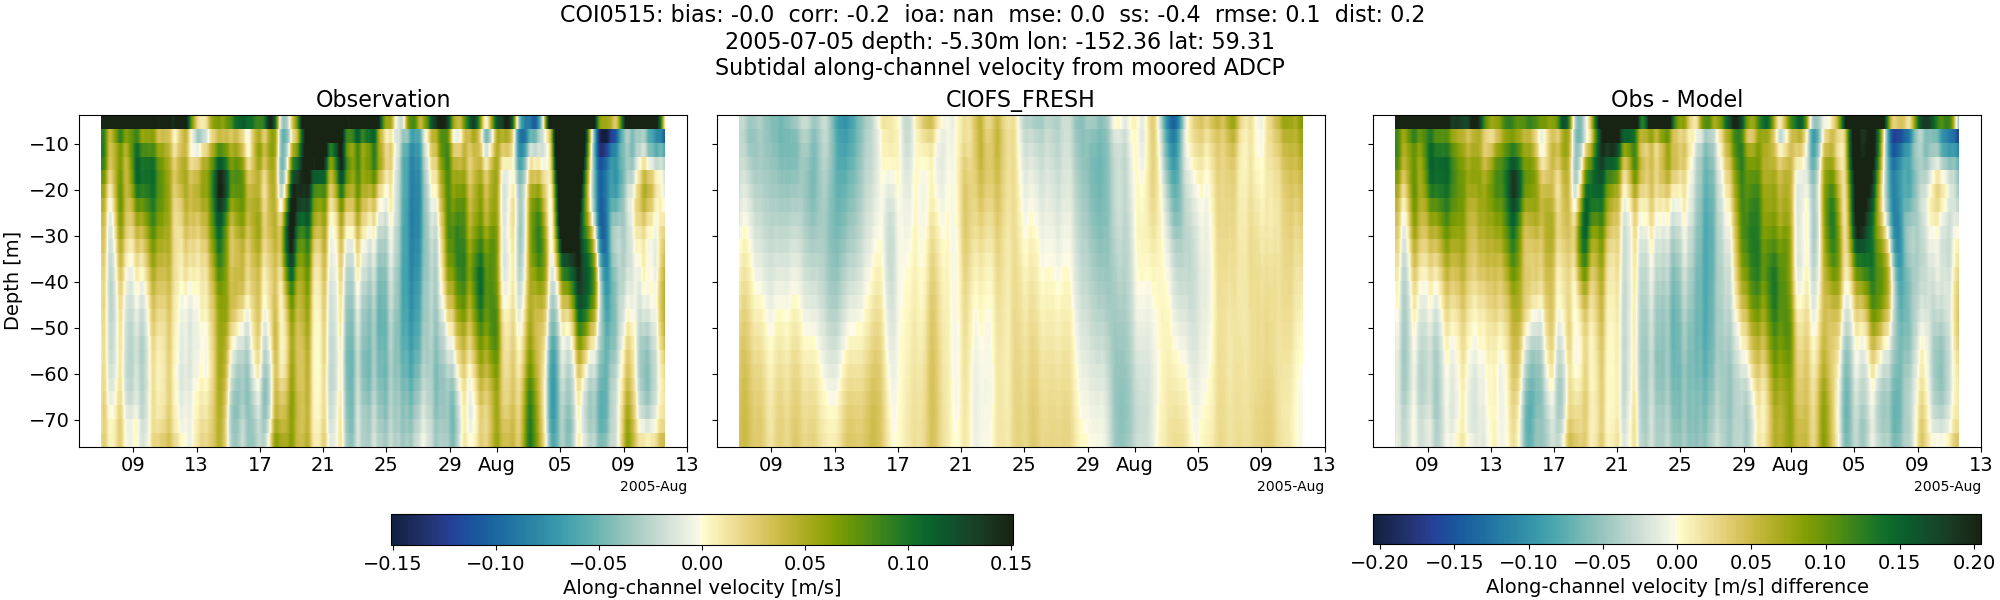 COI0515: bias: -0.0  corr: -0.2  ioa: nan  mse: 0.0  ss: -0.4  rmse: 0.1  dist: 0.2
2005-07-05 depth: -5.30m lon: -152.36 lat: 59.31
Subtidal along-channel velocity from moored ADCP
Observation
CIOFS_FRESH
Obs - Model
Depth [m]
−10
−20
−30
−40
−50
−60
−70
09 13 17 21 25 29 Aug 05 09 13
2005-Aug
09 13 17 21 25 29 Aug 05 09 13
2005-Aug
09 13 17 21 25 29 Aug 05 09 13
2005-Aug
−0.15 −0.10 −0.05 0.00 0.05 0.10 0.15
Along-channel velocity [m/s]
−0.20 −0.15 −0.10 −0.05 0.00 0.05 0.10 0.15 0.20
Along-channel velocity [m/s] difference